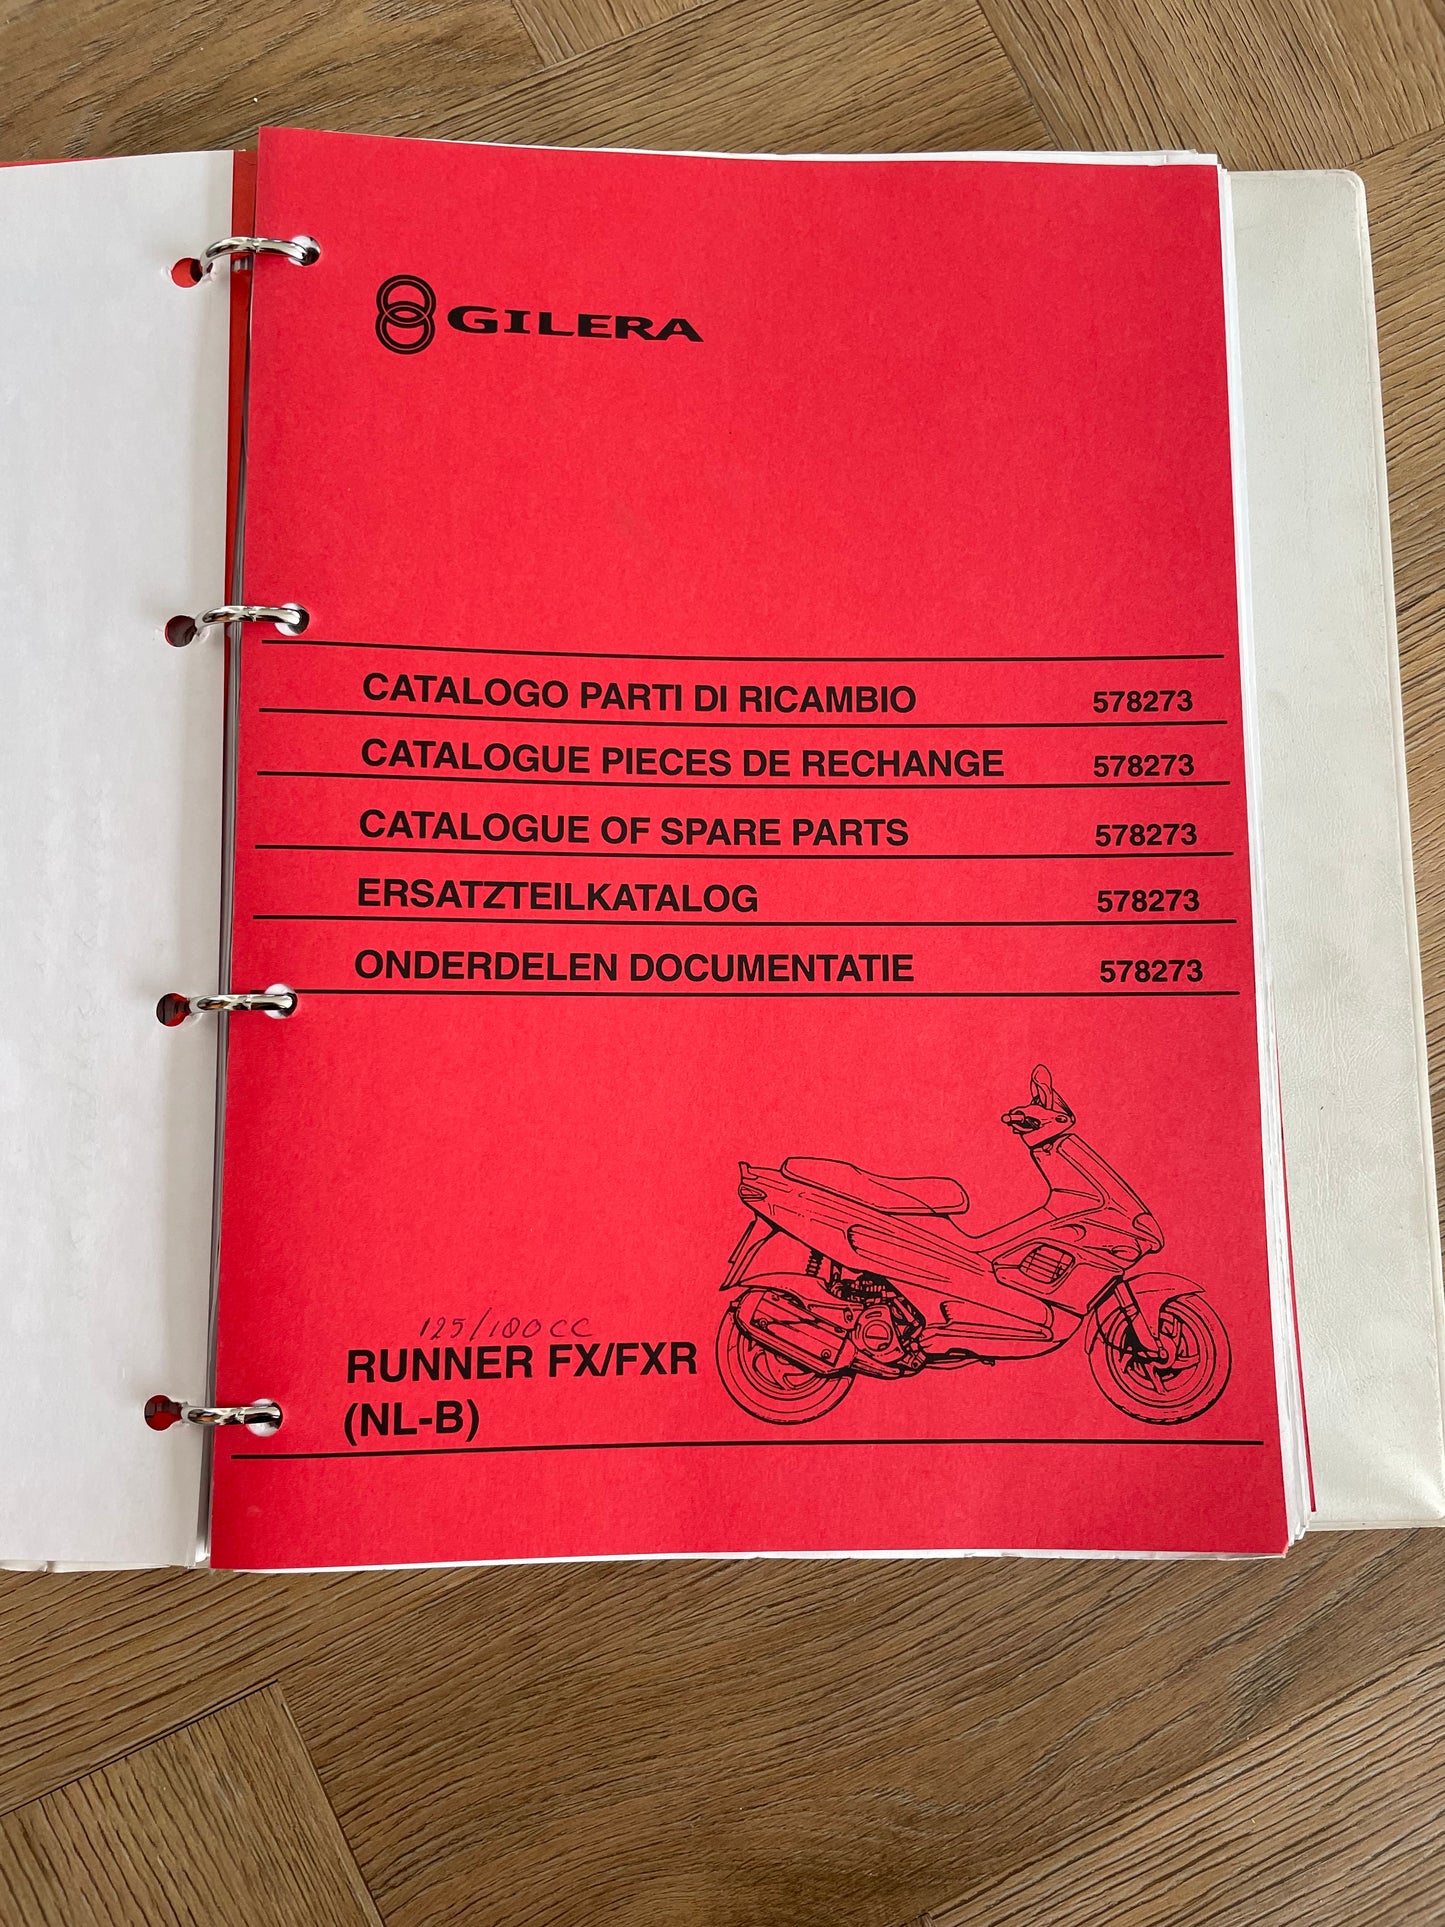 GILERA
CATALOGO PARTI DI RICAMBIO 578273
CATALOGUE PIECES DE RECHANGE 578273
CATALOGUE OF SPARE PARTS 578273
ERSATZTEILKATALOG 578273
ONDERDELEN DOCUMENTATIE 578273
125/180cc
RUNNER FX/FXR
(NL-B)